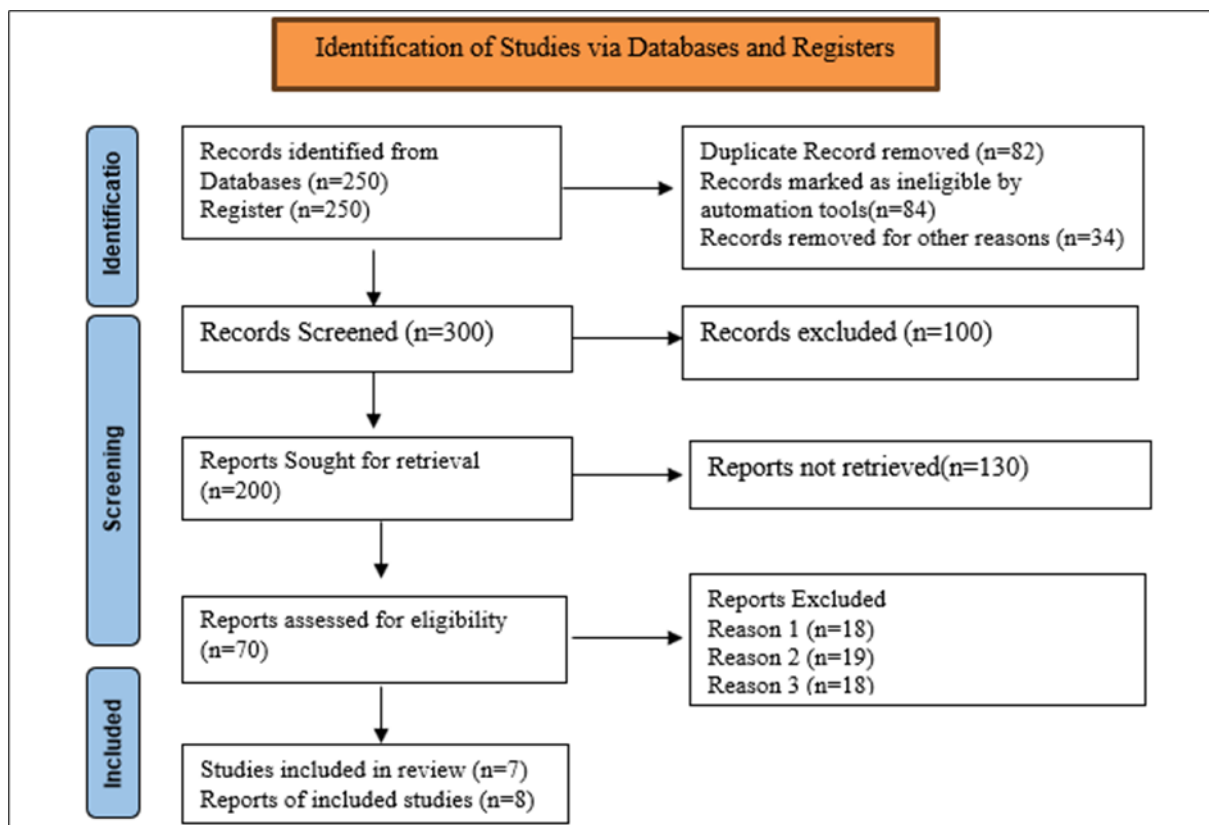 Identification of Studies via Databases and Registers
Identificatio
Records identified from
Databases (n=250)
Register (n=250)
Duplicate Record removed (n=82)
Records marked as ineligible by
automation tools(n=84)
Records removed for other reasons (n=34)
Screening
Records Screened (n=300)
Records excluded (n=100)
Reports Sought for retrieval
(n=200)
Reports not retrieved(n=130)
Reports assessed for eligibility
(n=70)
Reports Excluded
Reason 1 (n=18)
Reason 2 (n=19)
Reason 3 (n=18)
Included
Studies included in review (n=7)
Reports of included studies (n=8)